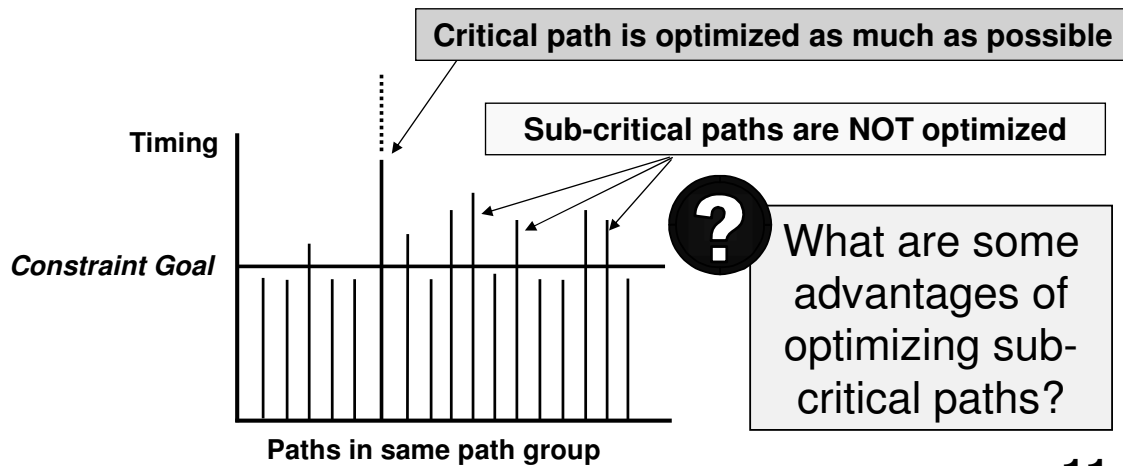 Critical path is optimized as much as possible
Sub-critical paths are NOT optimized
Timing
Constraint Goal
?
What are some
advantages of
optimizing sub-
critical paths?
Paths in same path group